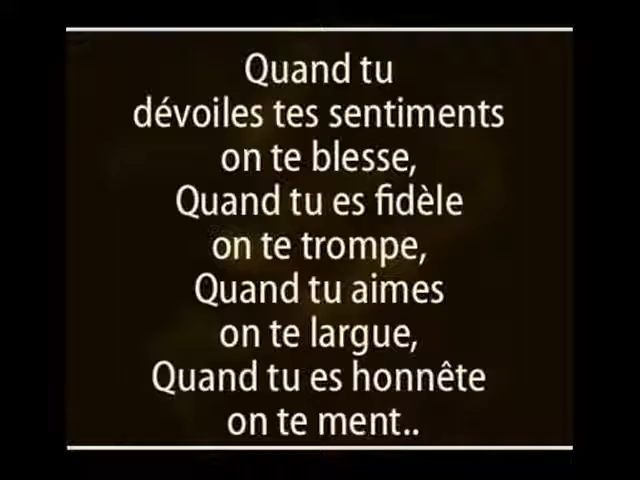 Quand tu
dévoiles tes sentiments
on te blesse,
Quand tu es fidèle
on te trompe,
Quand tu aimes
on te largue,
Quand tu es honnête
on te ment..